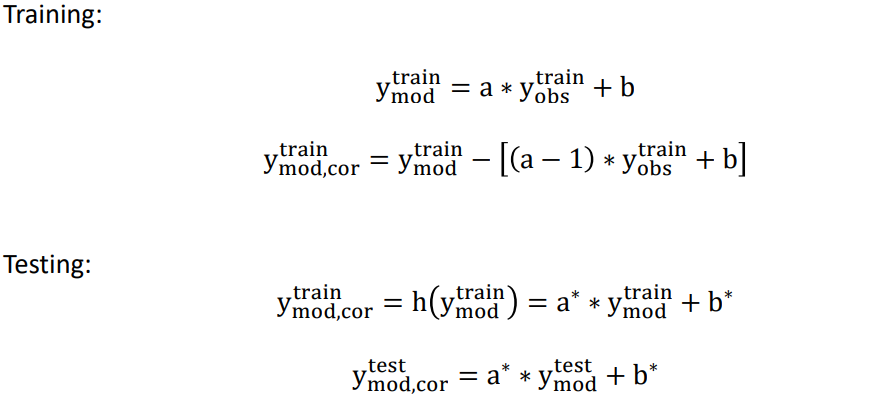 Training:
y_mod^train = a * y_obs^train + b
y_mod,cor^train = y_mod^train − [(a − 1) * y_obs^train + b]
Testing:
y_mod,cor^train = h(y_mod^train) = a* * y_mod^train + b*
y_mod,cor^test = a* * y_mod^test + b*